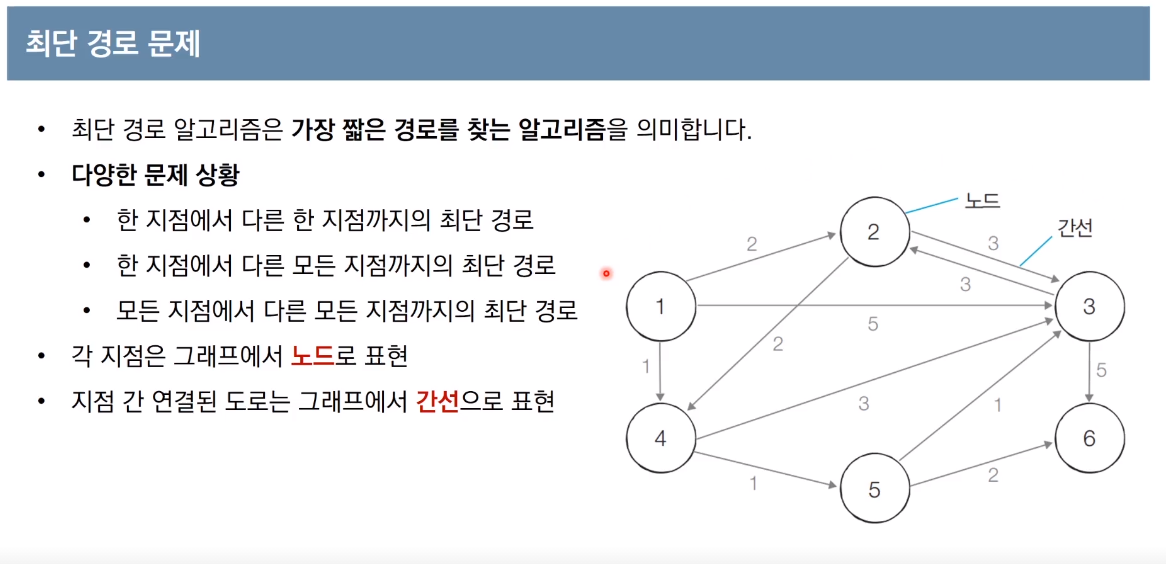 최단 경로 문제
• 최단 경로 알고리즘은 가장 짧은 경로를 찾는 알고리즘을 의미합니다.
• 다양한 문제 상황
• 한 지점에서 다른 한 지점까지의 최단 경로
• 한 지점에서 다른 모든 지점까지의 최단 경로
• 모든 지점에서 다른 모든 지점까지의 최단 경로
• 각 지점은 그래프에서 노드로 표현
• 지점 간 연결된 도로는 그래프에서 간선으로 표현
노드
2
간선
2
3
3
1
3
5
2
1
5
4
3
1
6
1
5
2